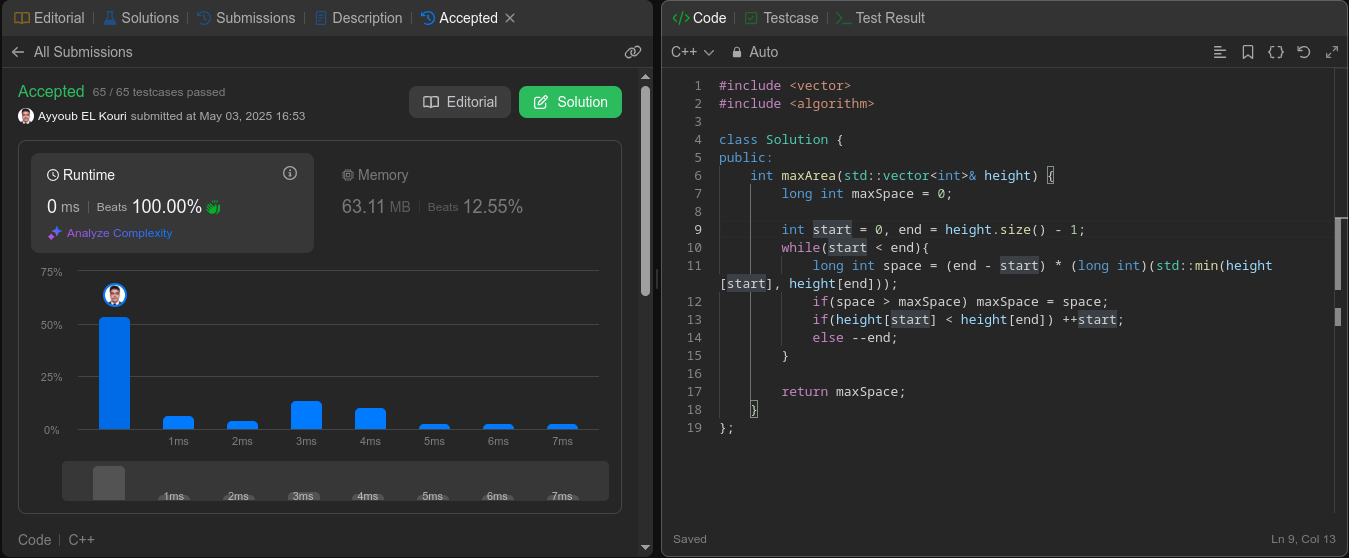 Editorial | Solutions | Submissions | Description | Accepted
All Submissions
Accepted 65 / 65 testcases passed
Ayyoub EL Kouri submitted at May 03, 2025 16:53
Editorial
Solution
Runtime
0 ms | Beats 100.00%
Analyze Complexity
Memory
63.11 MB | Beats 12.55%
75%
50%
25%
0%
1ms 2ms 3ms 4ms 5ms 6ms 7ms
1ms 2ms 3ms 4ms 5ms 6ms 7ms
Code | C++
</> Code | Testcase | >_ Test Result
C++ Auto
1 #include <vector>
2 #include <algorithm>
3
4 class Solution {
5 public:
6 int maxArea(std::vector<int>& height) {
7 long int maxSpace = 0;
8
9 int start = 0, end = height.size() - 1;
10 while(start < end){
11 long int space = (end - start) * (long int)(std::min(height
[start], height[end]));
12 if(space > maxSpace) maxSpace = space;
13 if(height[start] < height[end]) ++start;
14 else --end;
15 }
16
17 return maxSpace;
18 }
19 };
Saved
Ln 9, Col 13